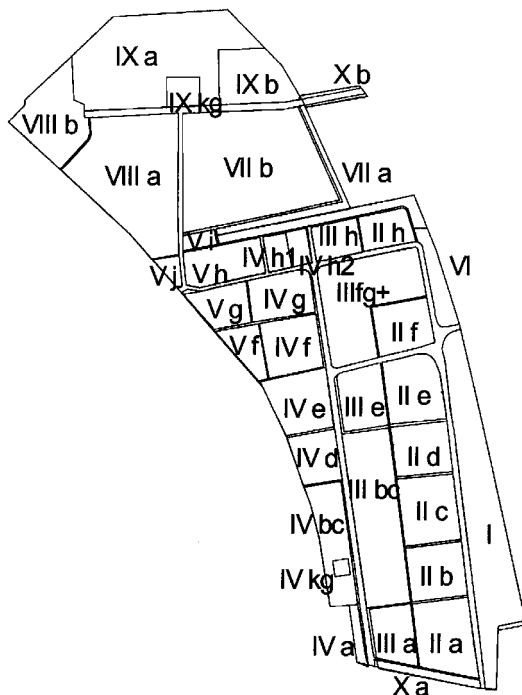 IX a
IX b
X b
IX kg
VIII b
VIII a
VII b
VII a
V i
III h
II h
IV h1
V h
IV h2
V j
VI
IIIfg+
V g
IV g
II f
V f
IV f
IV e
III e
II e
IV d
II d
III bc
II c
IV bc
I
IV kg
II b
IV a
III a
II a
X a